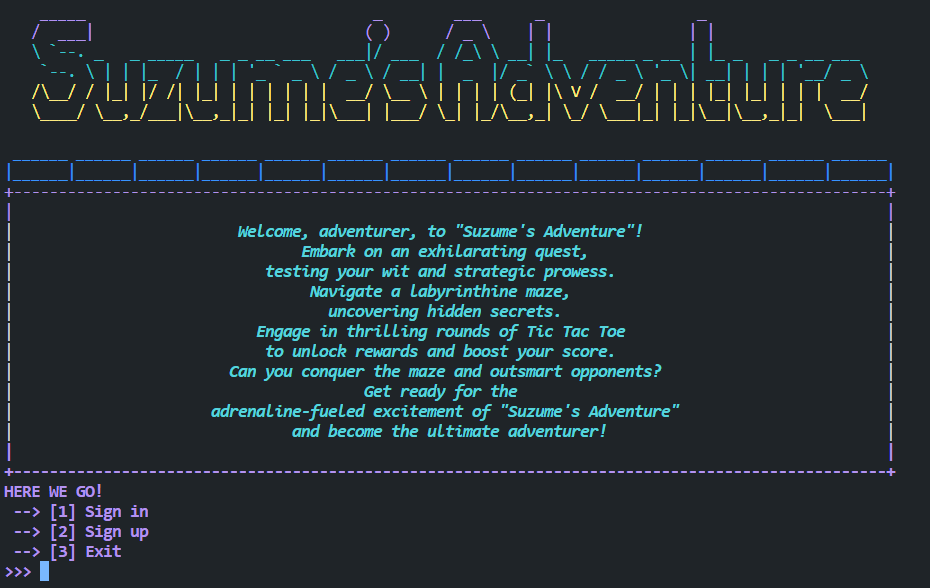 Suzume's Adventure
Welcome, adventurer, to "Suzume's Adventure"!
Embark on an exhilarating quest,
testing your wit and strategic prowess.
Navigate a labyrinthine maze,
uncovering hidden secrets.
Engage in thrilling rounds of Tic Tac Toe
to unlock rewards and boost your score.
Can you conquer the maze and outsmart opponents?
Get ready for the
adrenaline-fueled excitement of "Suzume's Adventure"
and become the ultimate adventurer!
HERE WE GO!
--> [1] Sign in
--> [2] Sign up
--> [3] Exit
>>>